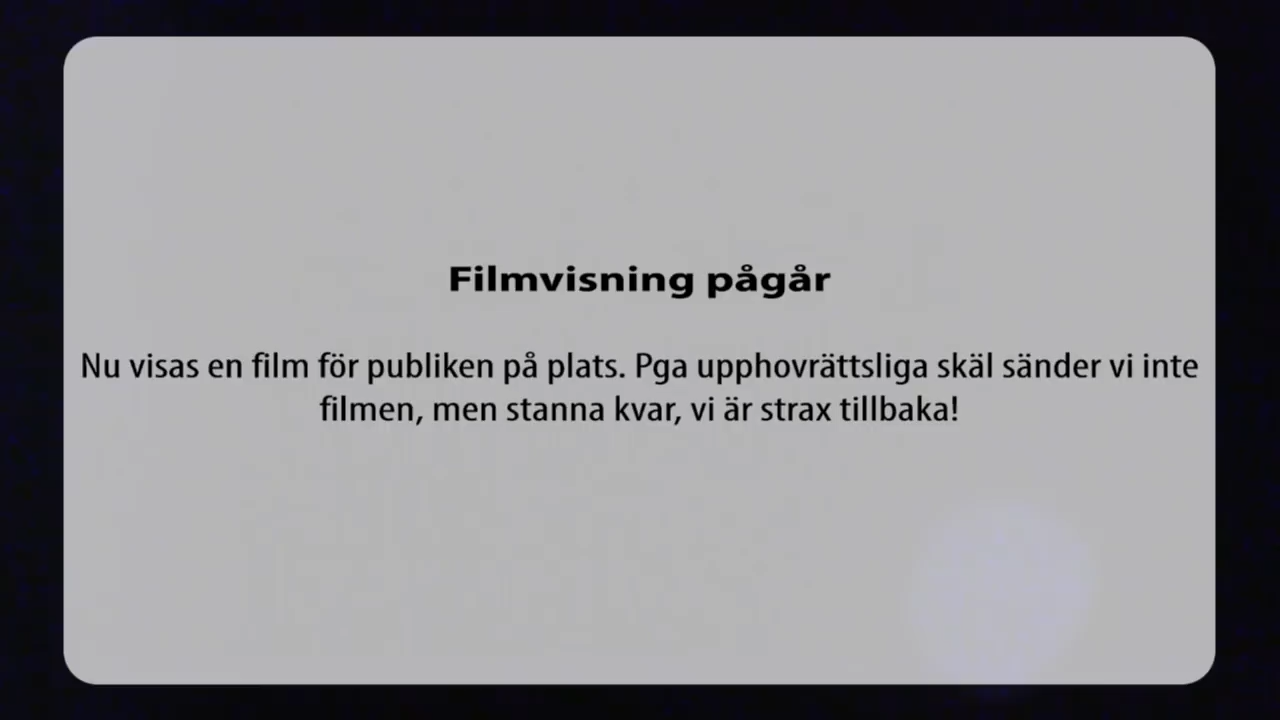 Filmvisning pågår
Nu visas en film för publiken på plats. Pga upphovrättsliga skäl sänder vi inte
filmen, men stanna kvar, vi är strax tillbaka!